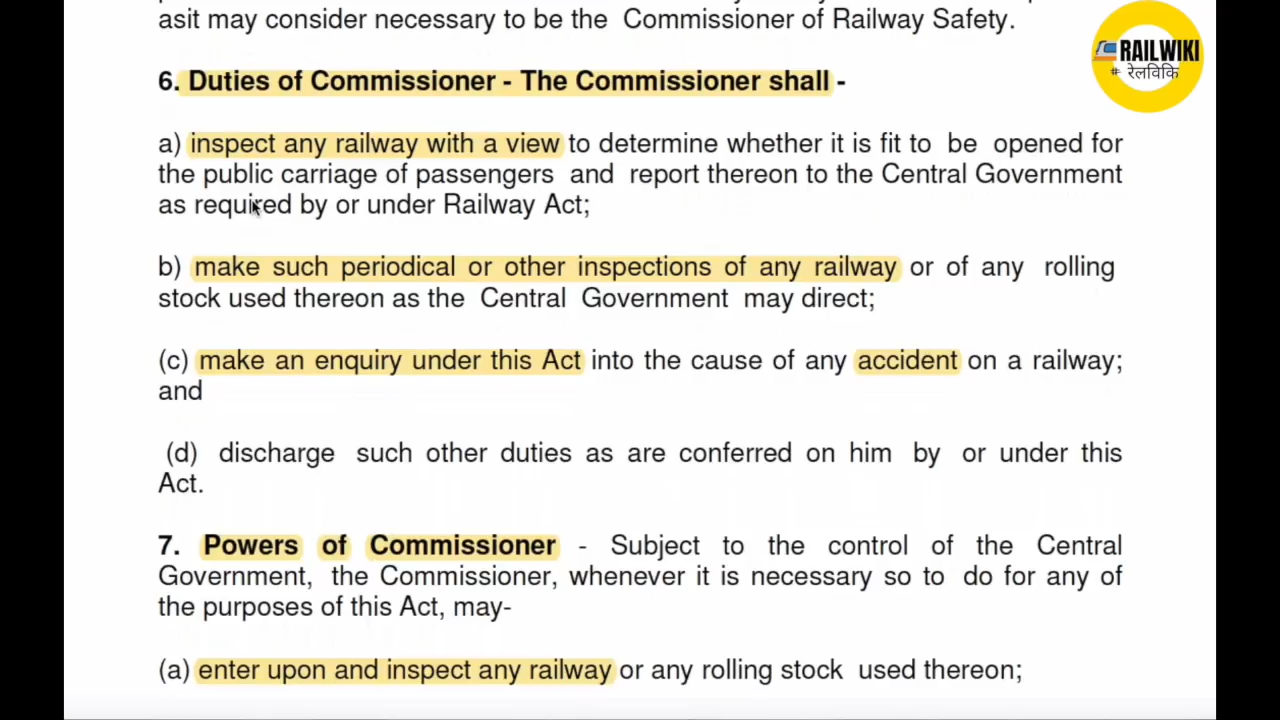 asit may consider necessary to be the Commissioner of Railway Safety.
RAILWIKI
# रेलविकि
6. Duties of Commissioner - The Commissioner shall -
a) inspect any railway with a view to determine whether it is fit to be opened for
the public carriage of passengers and report thereon to the Central Government
as required by or under Railway Act;
b) make such periodical or other inspections of any railway or of any rolling
stock used thereon as the Central Government may direct;
(c) make an enquiry under this Act into the cause of any accident on a railway;
and
(d) discharge such other duties as are conferred on him by or under this
Act.
7. Powers of Commissioner - Subject to the control of the Central
Government, the Commissioner, whenever it is necessary so to do for any of
the purposes of this Act, may-
(a) enter upon and inspect any railway or any rolling stock used thereon;